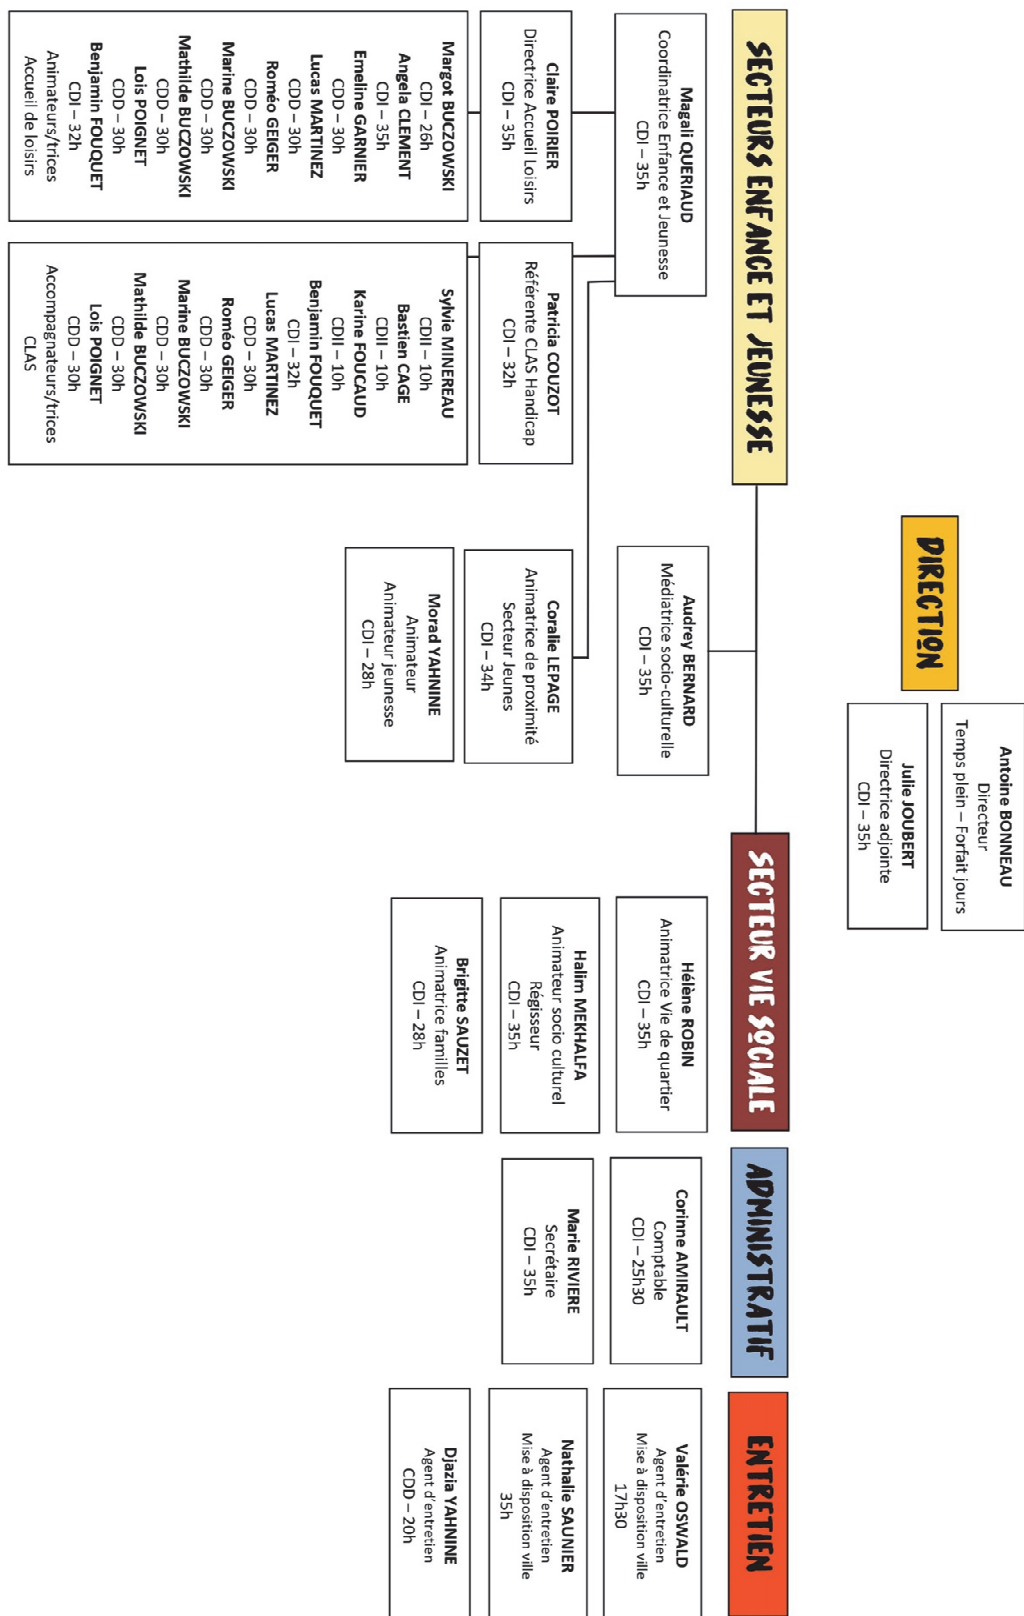 DIRECTION
Antoine BONNEAU
Directeur
Temps plein – Forfait jours
Julie JOUBERT
Directrice adjointe
CDI – 35h
SECTEURS ENFANCE ET JEUNESSE
Magali QUERIAUD
Coordinatrice Enfance et Jeunesse
CDI – 35h
Claire POIRIER
Directrice Accueil Loisirs
CDI – 35h
Margot BUCZOWSKI
CDI – 26h
Angela CLEMENT
CDI – 35h
Emeline GARNIER
CDD – 30h
Lucas MARTINEZ
CDD – 30h
Roméo GEIGER
CDD – 30h
Marine BUCZOWSKI
CDD – 30h
Mathilde BUCZOWSKI
CDD – 30h
Lois POIGNET
CDD – 30h
Benjamin FOUQUET
CDI – 32h
Animateurs/trices
Accueil de loisirs
Patricia COUZOT
Référente CLAS Handicap
CDI – 32h
Sylvie MINEREAU
CDII – 10h
Bastien CAGE
CDII – 10h
Karine FOUCAUD
CDII – 10h
Benjamin FOUQUET
CDI – 32h
Lucas MARTINEZ
CDD – 30h
Roméo GEIGER
CDD – 30h
Marine BUCZOWSKI
CDD – 30h
Mathilde BUCZOWSKI
CDD – 30h
Lois POIGNET
CDD – 30h
Accompagnateurs/trices
CLAS
Audrey BERNARD
Médiatrice socio-culturelle
CDI – 35h
Coralie LEPAGE
Animatrice de proximité
Secteur Jeunes
CDI – 34h
Morad YAHNINE
Animateur
Animateur jeunesse
CDI – 28h
SECTEUR VIE SOCIALE
Hélène ROBIN
Animatrice Vie de quartier
CDI – 35h
Halim MEKHALFA
Animateur socio culturel
Régisseur
CDI – 35h
Brigitte SAUZET
Animatrice familles
CDI – 28h
ADMINISTRATIF
Corinne AMIRAULT
Comptable
CDI – 25h30
Marie RIVIERE
Secrétaire
CDI – 35h
ENTRETIEN
Valérie OSWALD
Agent d'entretien
Mise à disposition ville
17h30
Nathalie SAUNIER
Agent d'entretien
Mise à disposition ville
35h
Djazia YAHNINE
Agent d'entretien
CDD – 20h